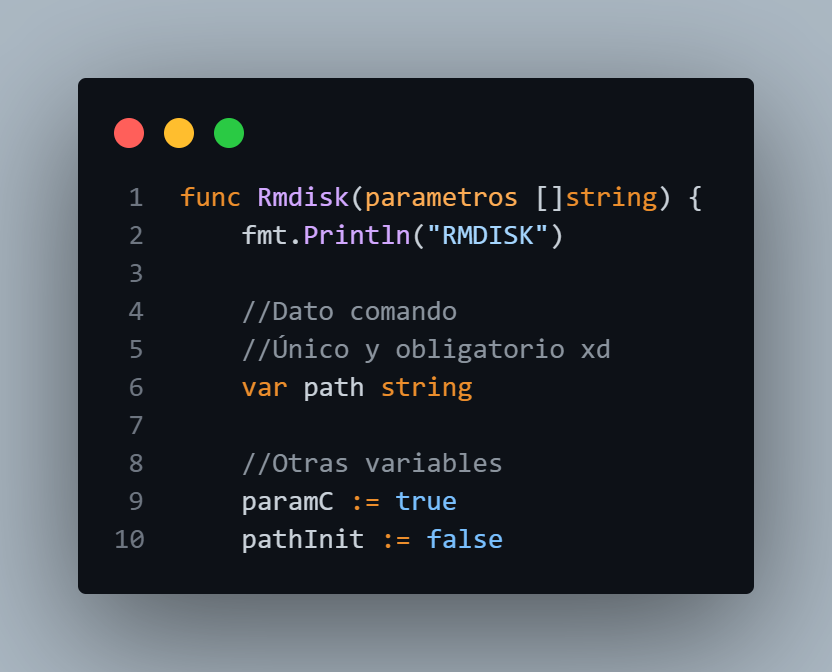 1 func Rmdisk(parametros []string) {
2 fmt.Println("RMDISK")
3
4 //Dato comando
5 //Único y obligatorio xd
6 var path string
7
8 //Otras variables
9 paramC := true
10 pathInit := false